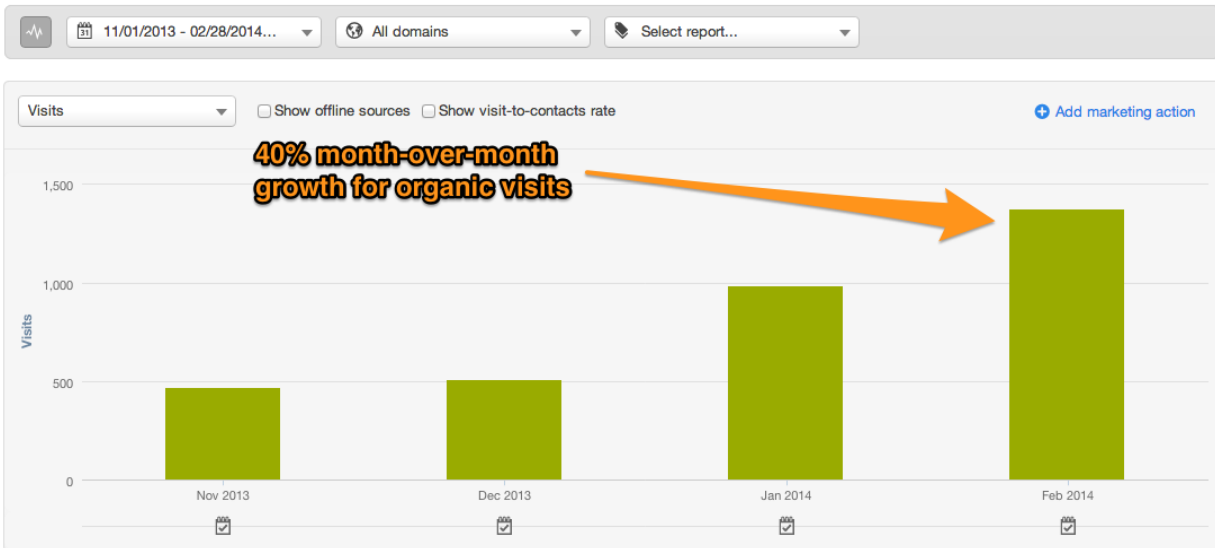 31 11/01/2013 - 02/28/2014... All domains Select report...
Visits Show offline sources Show visit-to-contacts rate Add marketing action
40% month-over-month
growth for organic visits
1,500
1,000
Visits
500
0
Nov 2013 Dec 2013 Jan 2014 Feb 2014